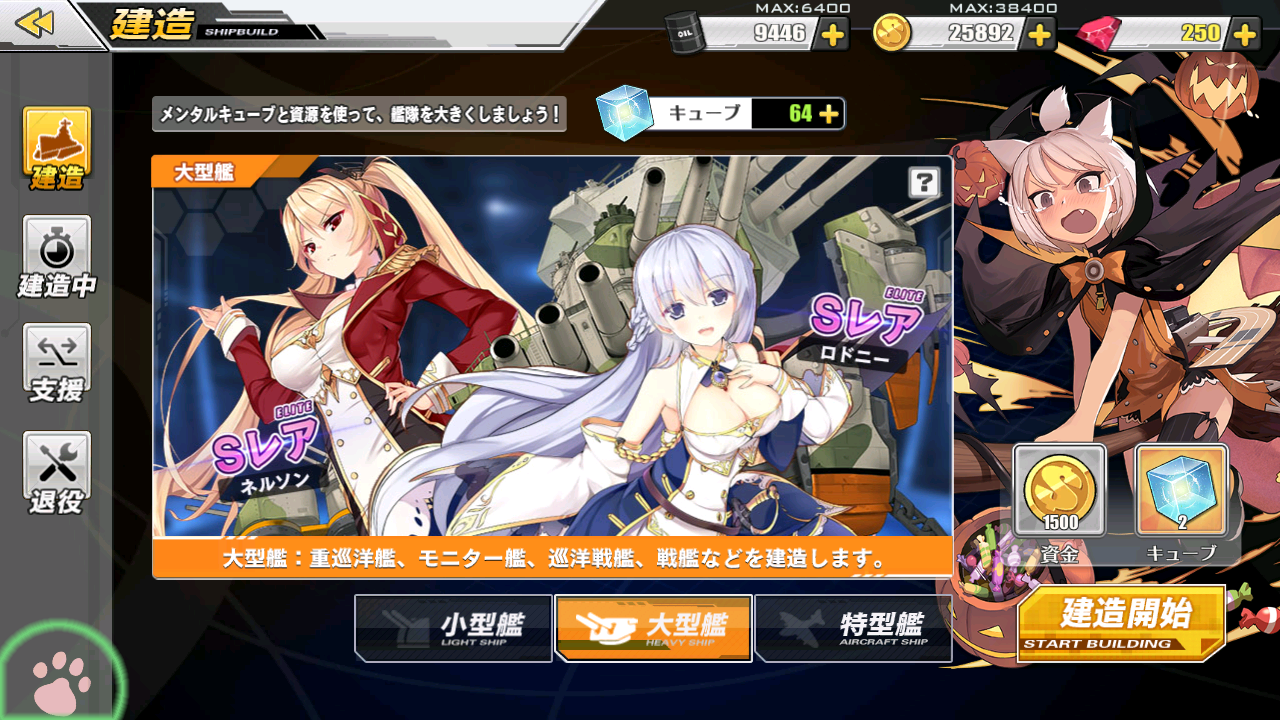 MAX:6400
MAX:38400
建造
SHIPBUILD
OIL
9446
25892
250
メンタルキューブと資源を使って、艦隊を大きくしましょう！
キューブ
64
建造
建造中
支援
退役
大型艦
?
ELITE
Sレア
ロドニー
ELITE
Sレア
ネルソン
大型艦：重巡洋艦、モニター艦、巡洋戦艦、戦艦などを建造します。
1500
2
資金
キューブ
小型艦
LIGHT SHIP
大型艦
HEAVY SHIP
特型艦
AIRCRAFT SHIP
建造開始
START BUILDING